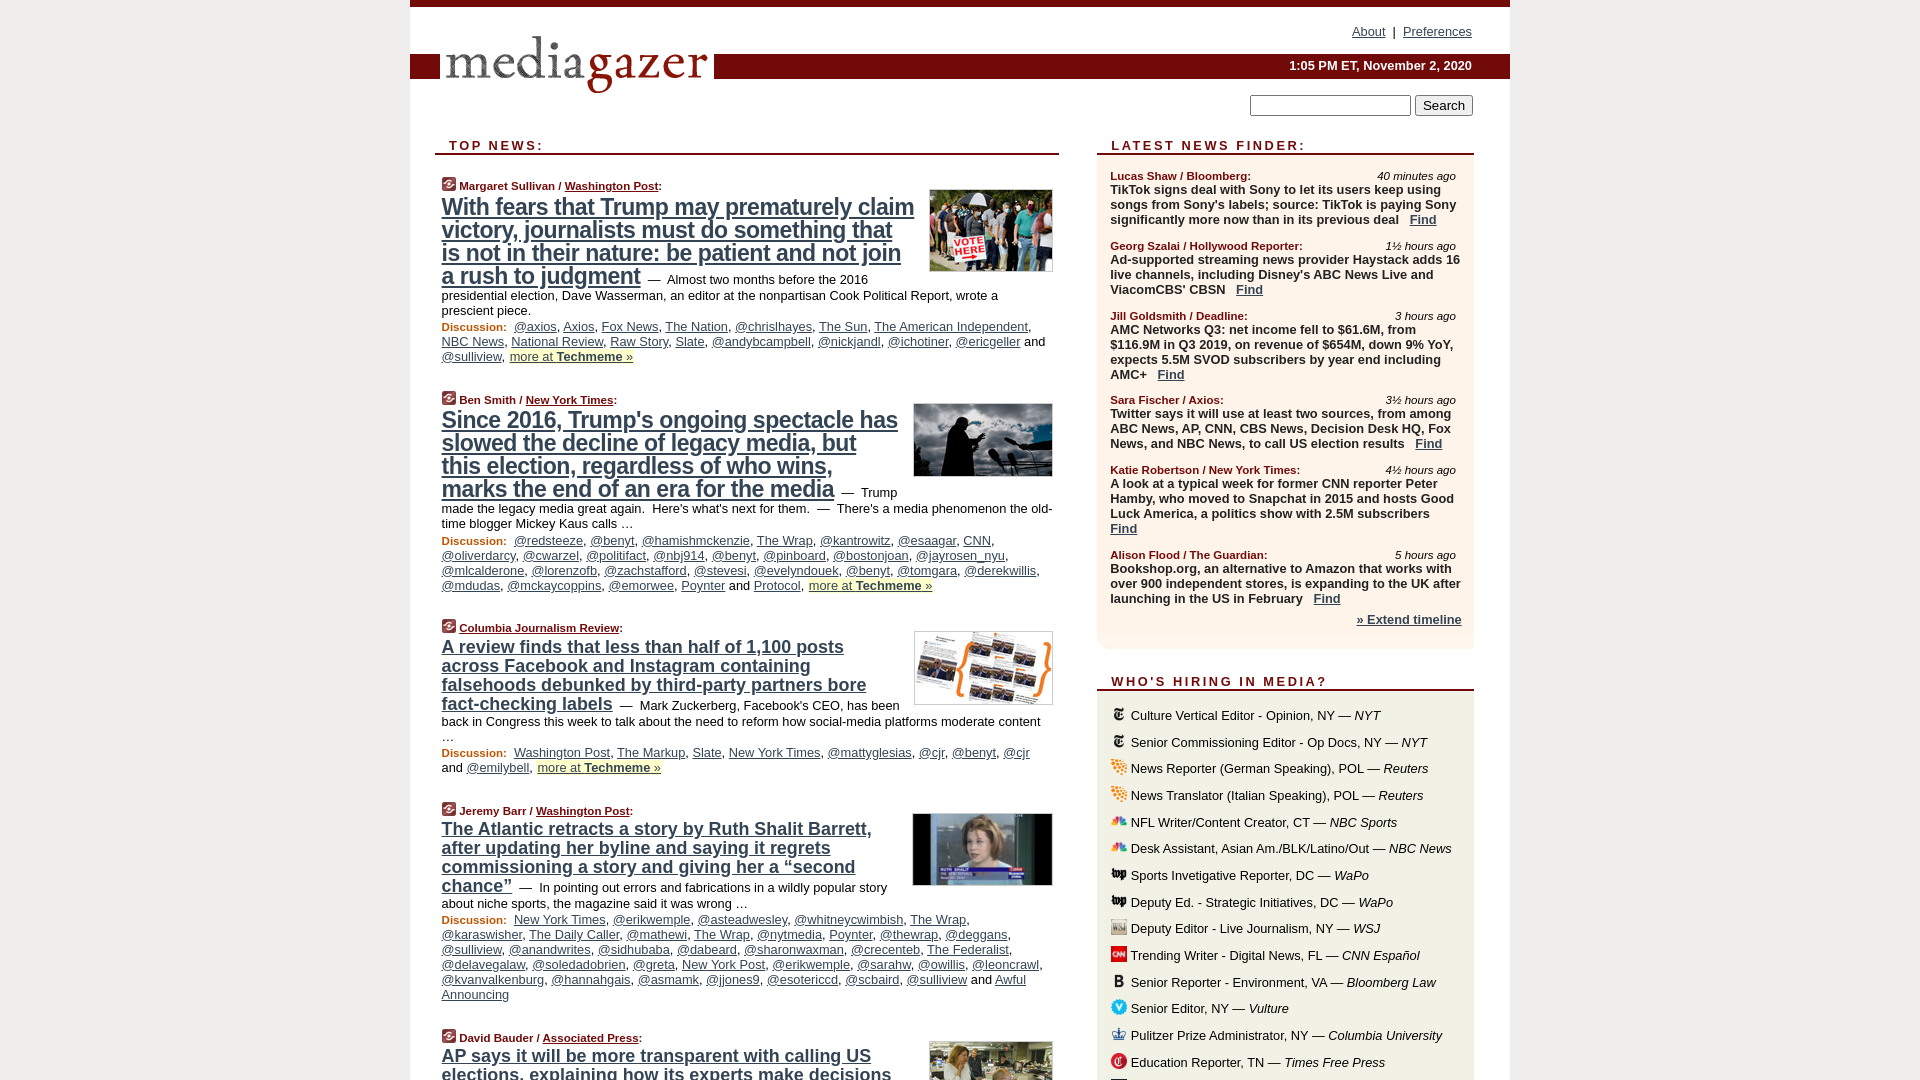 About | Preferences
mediagazer
1:05 PM ET, November 2, 2020
Search
TOP NEWS:
Margaret Sullivan / Washington Post:
With fears that Trump may prematurely claim
victory, journalists must do something that
is not in their nature: be patient and not join
a rush to judgment — Almost two months before the 2016
presidential election, Dave Wasserman, an editor at the nonpartisan Cook Political Report, wrote a
prescient piece.
Discussion: @axios, Axios, Fox News, The Nation, @chrislhayes, The Sun, The American Independent,
NBC News, National Review, Raw Story, Slate, @andybcampbell, @nickjandl, @ichotiner, @ericgeller and
@sulliview, more at Techmeme »
VOTE
HERE
Ben Smith / New York Times:
Since 2016, Trump's ongoing spectacle has
slowed the decline of legacy media, but
this election, regardless of who wins,
marks the end of an era for the media — Trump
made the legacy media great again. Here's what's next for them. — There's a media phenomenon the old-
time blogger Mickey Kaus calls …
Discussion: @redsteeze, @benyt, @hamishmckenzie, The Wrap, @kantrowitz, @esaagar, CNN,
@oliverdarcy, @cwarzel, @politifact, @nbj914, @benyt, @pinboard, @bostonjoan, @jayrosen_nyu,
@mlcalderone, @lorenzofb, @zachstafford, @stevesi, @evelyndouek, @benyt, @tomgara, @derekwillis,
@mdudas, @mckaycoppins, @emorwee, Poynter and Protocol, more at Techmeme »
Columbia Journalism Review:
A review finds that less than half of 1,100 posts
across Facebook and Instagram containing
falsehoods debunked by third-party partners bore
fact-checking labels — Mark Zuckerberg, Facebook's CEO, has been
back in Congress this week to talk about the need to reform how social-media platforms moderate content
…
Discussion: Washington Post, The Markup, Slate, New York Times, @mattyglesias, @cjr, @benyt, @cjr
and @emilybell, more at Techmeme »
Jeremy Barr / Washington Post:
The Atlantic retracts a story by Ruth Shalit Barrett,
after updating her byline and saying it regrets
commissioning a story and giving her a “second
chance” — In pointing out errors and fabrications in a wildly popular story
about niche sports, the magazine said it was wrong …
Discussion: New York Times, @erikwemple, @asteadwesley, @whitneycwimbish, The Wrap,
@karaswisher, The Daily Caller, @mathewi, The Wrap, @nytmedia, Poynter, @thewrap, @deggans,
@sulliview, @anandwrites, @sidhubaba, @dabeard, @sharonwaxman, @crecenteb, The Federalist,
@delavegalaw, @soledadobrien, @greta, New York Post, @erikwemple, @sarahw, @owillis, @leoncrawl,
@kvanvalkenburg, @hannahgais, @asmamk, @jjones9, @esotericcd, @scbaird, @sulliview and Awful
Announcing
RUTH SHALIT
David Bauder / Associated Press:
AP says it will be more transparent with calling US
elections, explaining how its experts make decisions
LATEST NEWS FINDER:
Lucas Shaw / Bloomberg: 40 minutes ago
TikTok signs deal with Sony to let its users keep using
songs from Sony's labels; source: TikTok is paying Sony
significantly more now than in its previous deal Find
Georg Szalai / Hollywood Reporter: 1½ hours ago
Ad-supported streaming news provider Haystack adds 16
live channels, including Disney's ABC News Live and
ViacomCBS' CBSN Find
Jill Goldsmith / Deadline: 3 hours ago
AMC Networks Q3: net income fell to $61.6M, from
$116.9M in Q3 2019, on revenue of $654M, down 9% YoY,
expects 5.5M SVOD subscribers by year end including
AMC+ Find
Sara Fischer / Axios: 3½ hours ago
Twitter says it will use at least two sources, from among
ABC News, AP, CNN, CBS News, Decision Desk HQ, Fox
News, and NBC News, to call US election results Find
Katie Robertson / New York Times: 4½ hours ago
A look at a typical week for former CNN reporter Peter
Hamby, who moved to Snapchat in 2015 and hosts Good
Luck America, a politics show with 2.5M subscribers
Find
Alison Flood / The Guardian: 5 hours ago
Bookshop.org, an alternative to Amazon that works with
over 900 independent stores, is expanding to the UK after
launching in the US in February Find
» Extend timeline
WHO'S HIRING IN MEDIA?
Culture Vertical Editor - Opinion, NY — NYT
Senior Commissioning Editor - Op Docs, NY — NYT
News Reporter (German Speaking), POL — Reuters
News Translator (Italian Speaking), POL — Reuters
NFL Writer/Content Creator, CT — NBC Sports
Desk Assistant, Asian Am./BLK/Latino/Out — NBC News
Sports Invetigative Reporter, DC — WaPo
Deputy Ed. - Strategic Initiatives, DC — WaPo
Deputy Editor - Live Journalism, NY — WSJ
Trending Writer - Digital News, FL — CNN Español
Senior Reporter - Environment, VA — Bloomberg Law
Senior Editor, NY — Vulture
Pulitzer Prize Administrator, NY — Columbia University
Education Reporter, TN — Times Free Press